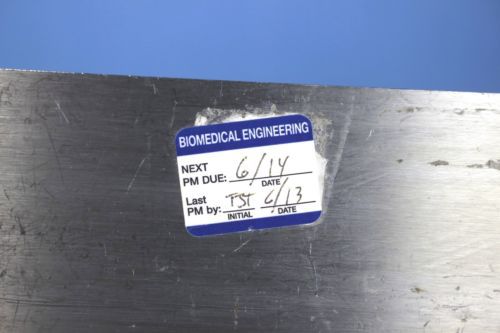 BIOMEDICAL ENGINEERING
NEXT
PM DUE: 6/14
DATE
Last
PM by: TST 6/13
INITIAL DATE